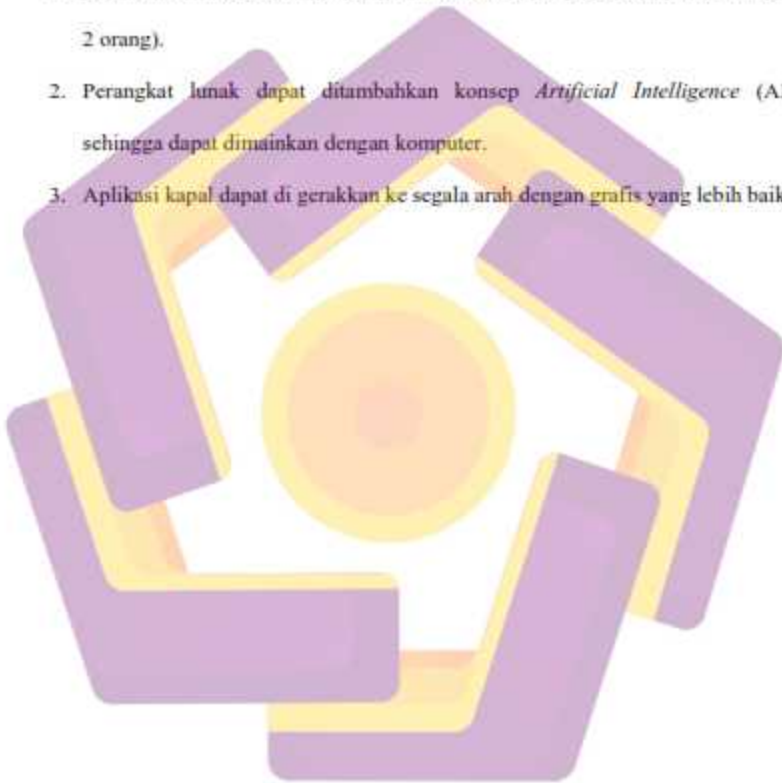 2 orang).
2. Perangkat lunak dapat ditambahkan konsep Artificial Intelligence (A
sehingga dapat dimainkan dengan komputer.
3. Aplikasi kapal dapat di gerakkan ke segala arah dengan grafis yang lebih baik